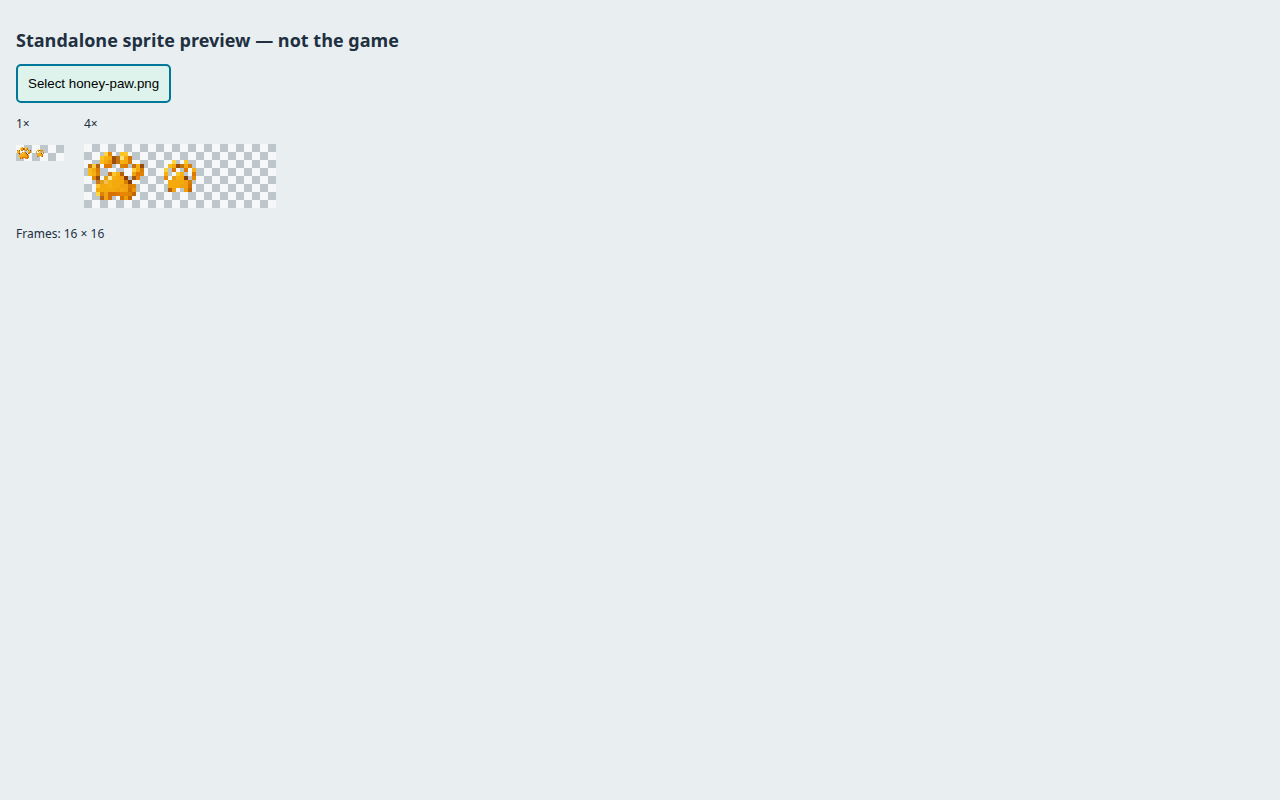 Standalone sprite preview — not the game
Select honey-paw.png
1× 4×
Frames: 16 × 16